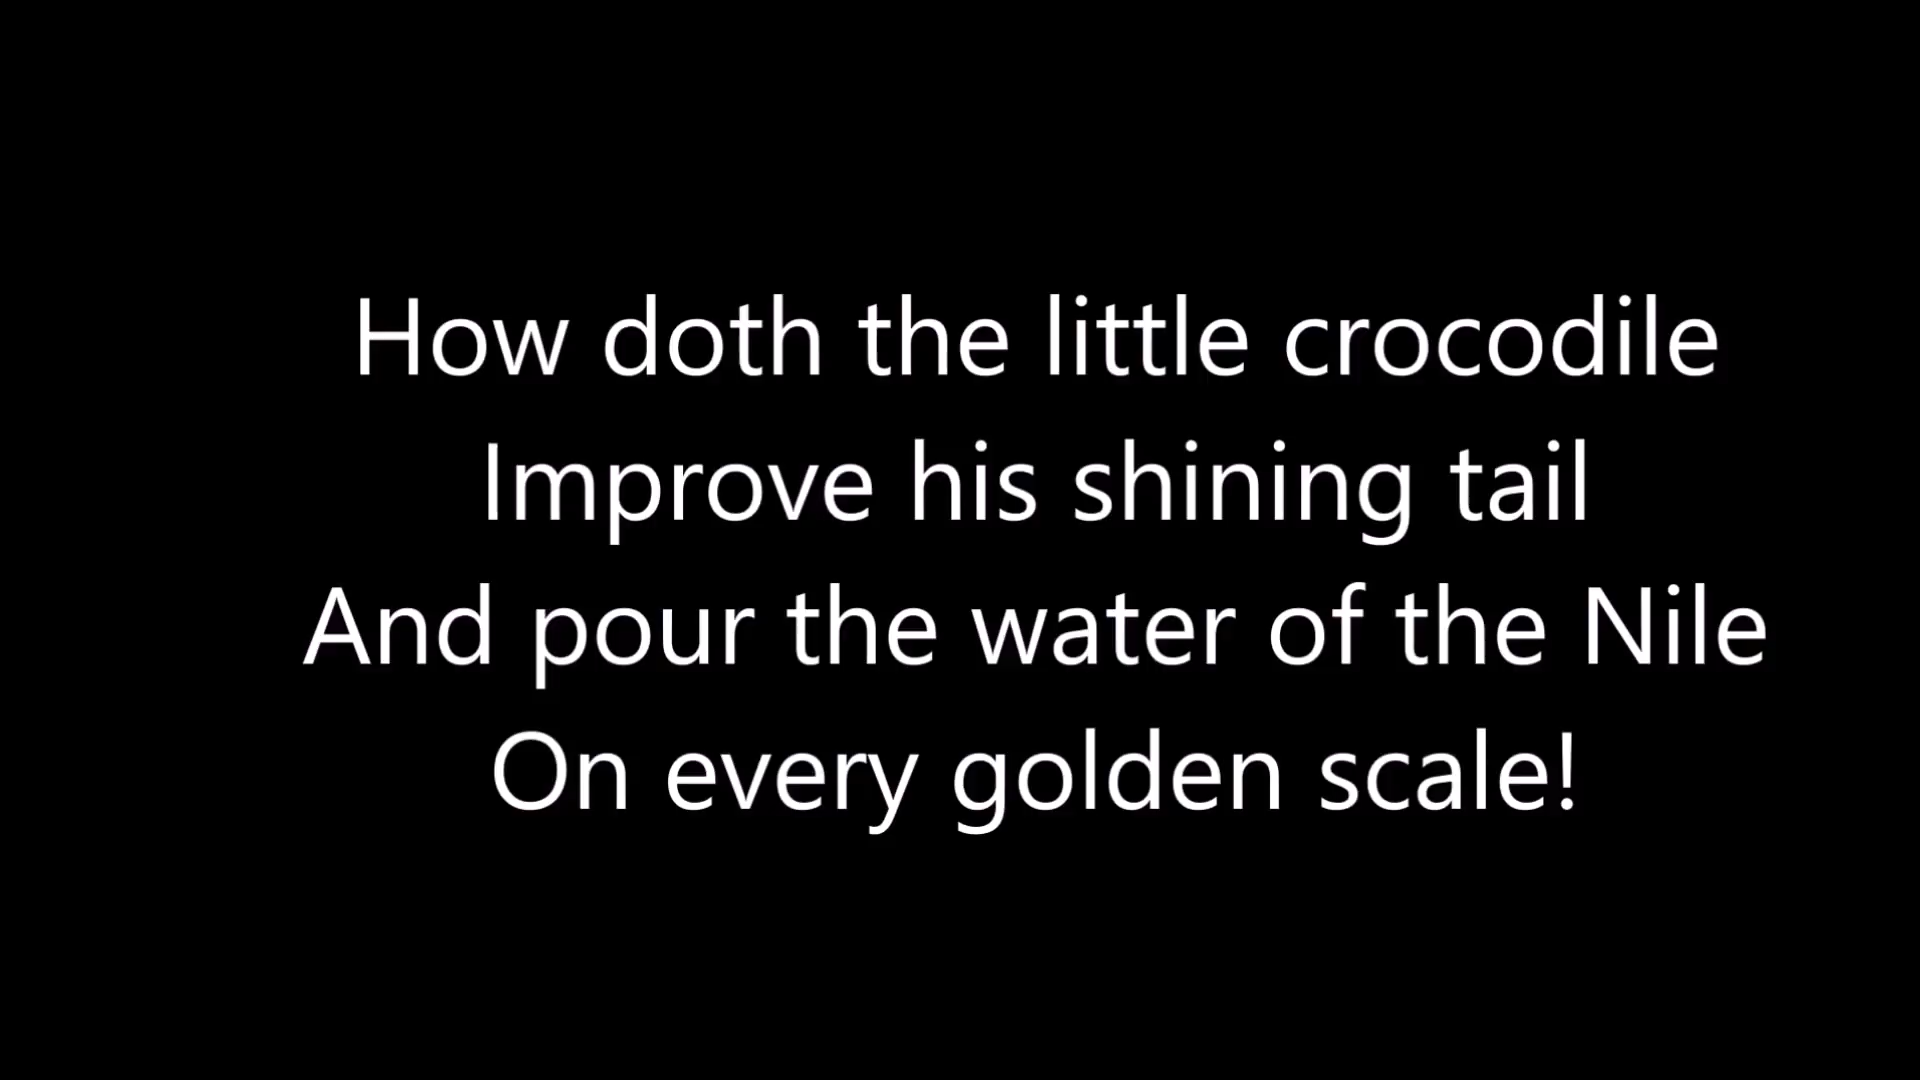 How doth the little crocodile
Improve his shining tail
And pour the water of the Nile
On every golden scale!